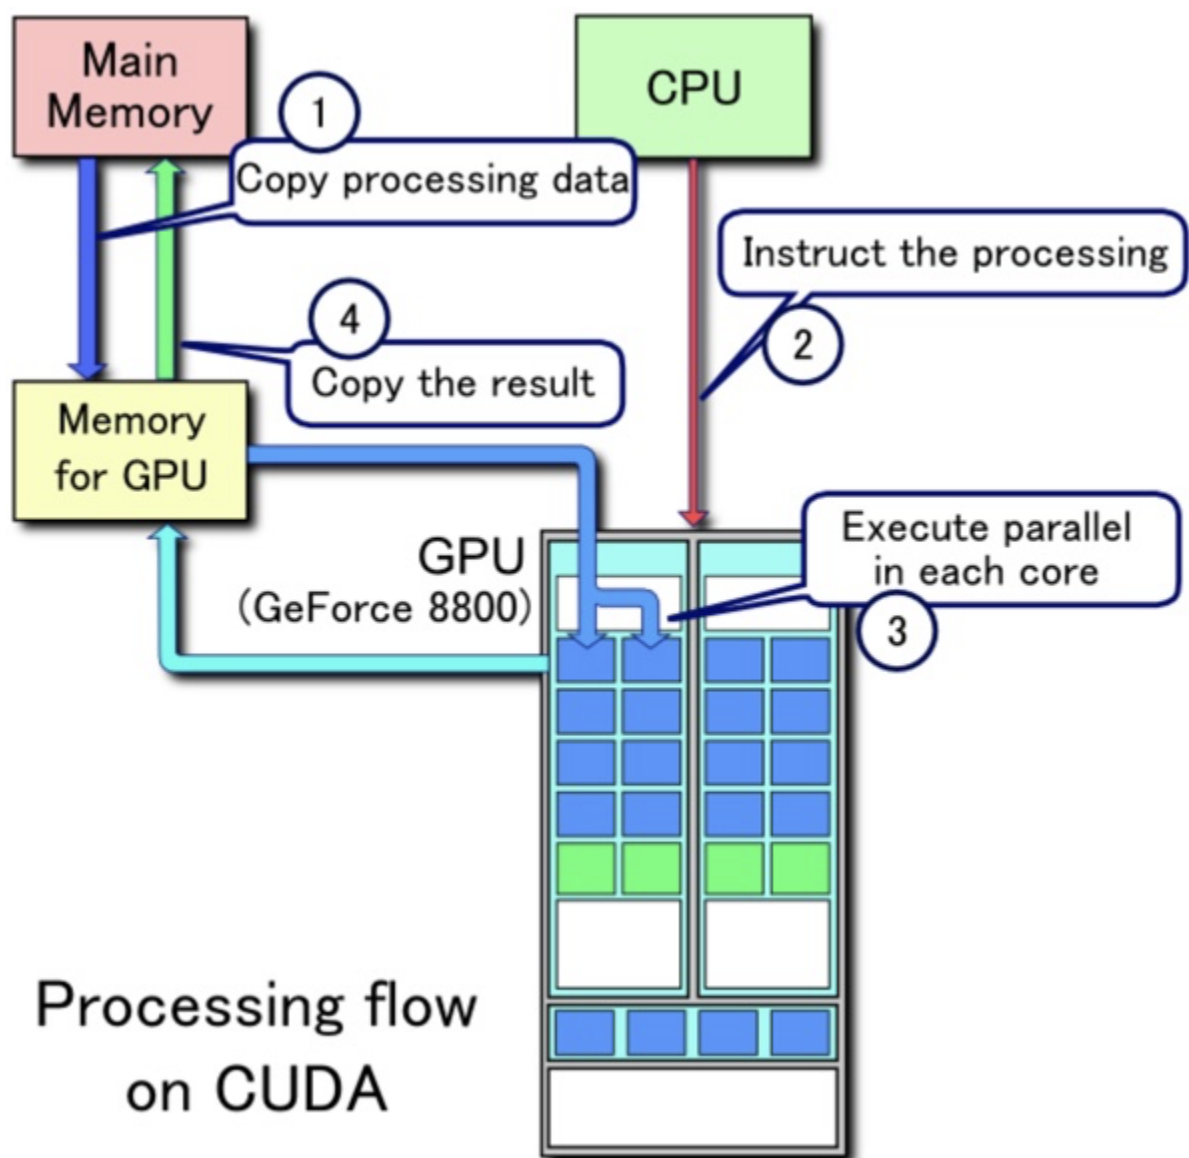 Main
Memory
CPU
1
Copy processing data
Instruct the processing
2
4
Copy the result
Memory
for GPU
GPU
(GeForce 8800)
Execute parallel
in each core
3
Processing flow
on CUDA